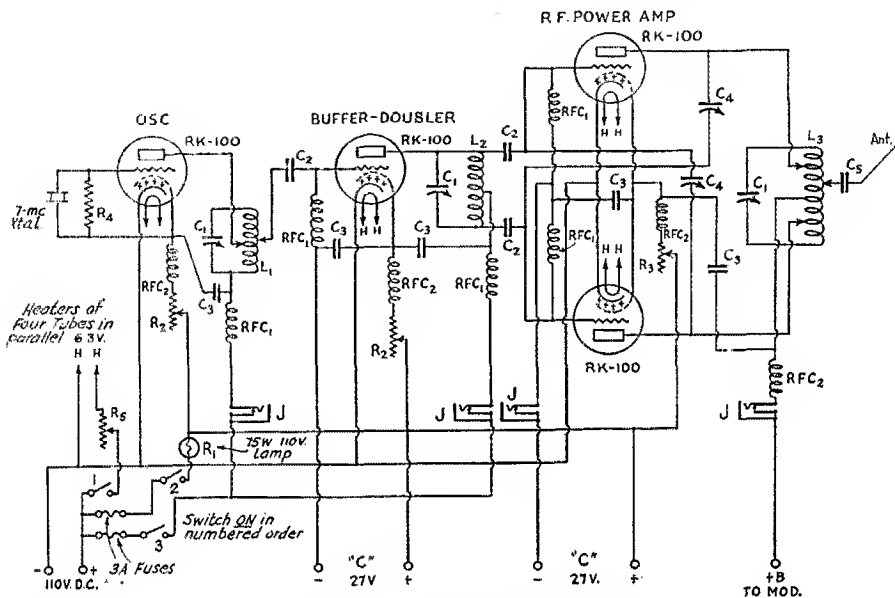 R.F. POWER AMP
RK-100
OSC
BUFFER-DOUBLER
RK-100
RK-100
C2
L2
C2
RFC1
H H
C4
L3
Ant.
7-mc
Xtal.
R4
C1
L1
RFC1
C3
H H
C3
C1
C2
RFC1
C3
H H
RFC2
R3
C4
C3
C1
C5
RFC2
C3
R2
RFC1
RFC2
R2
RFC1
RK-100
RFC2
Heaters of
Four Tubes in
parallel 6.3V.
H H
R5
J
J
J
J
R1
75W 110V.
Lamp
1
2
3
Switch ON in
numbered order
3A Fuses
- +
110V. D.C.
- "C" +
27V
- "C" +
27V.
+B
TO MOD.